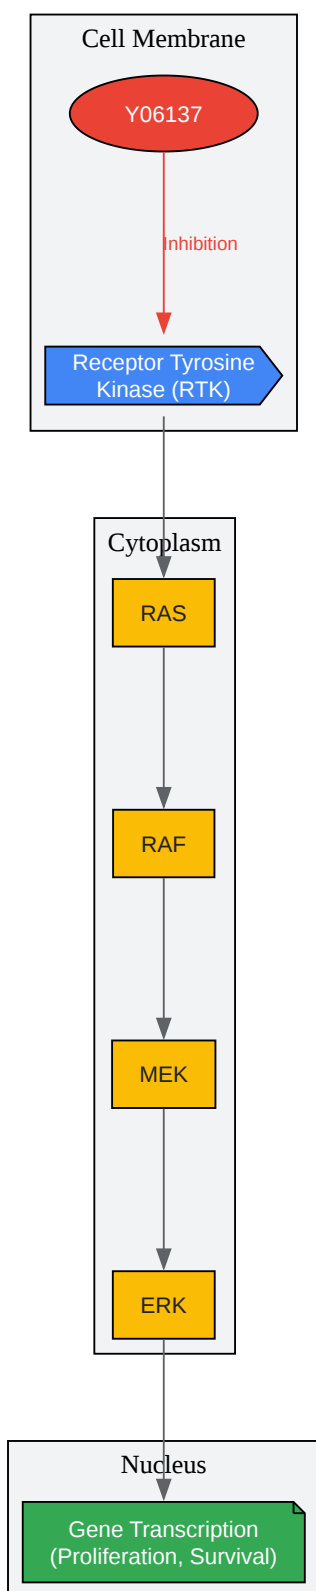 Cell Membrane
Y06137
Inhibition
Receptor Tyrosine
Kinase (RTK)
Cytoplasm
RAS
RAF
MEK
ERK
Nucleus
Gene Transcription
(Proliferation, Survival)